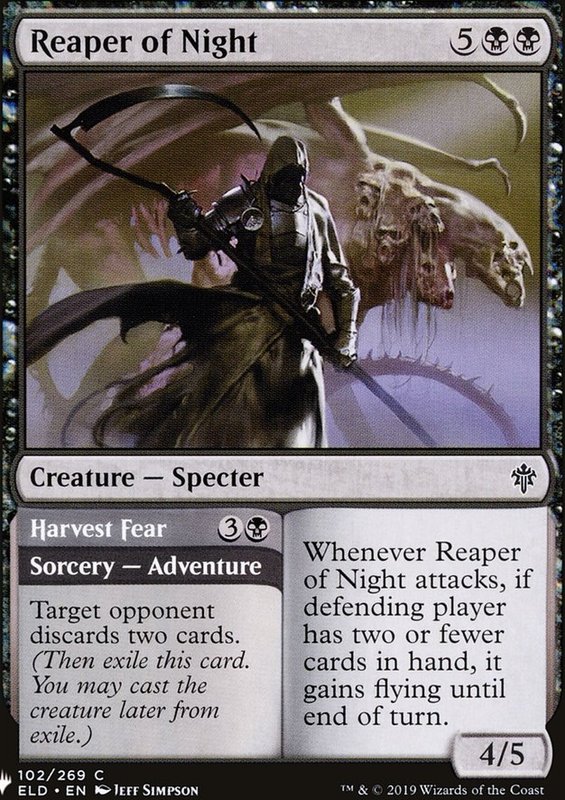 Reaper of Night 5
Creature — Specter
Harvest Fear 3
Sorcery — Adventure
Target opponent
discards two cards.
(Then exile this card.
You may cast the
creature later from
exile.)
Whenever Reaper
of Night attacks, if
defending player
has two or fewer
cards in hand, it
gains flying until
end of turn.
4/5
102/269 C
ELD • EN Jeff Simpson
™ & © 2019 Wizards of the Coast